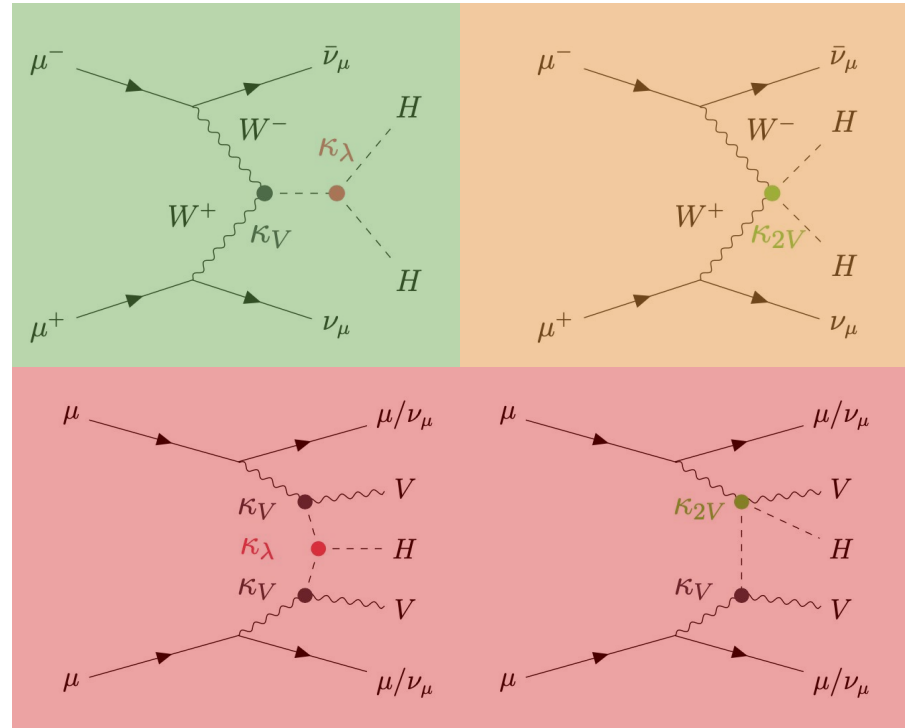 μ⁻ ν̄_μ
W⁻ H
κ_λ
W⁺ κ_V
H
μ⁺ ν_μ
μ⁻ ν̄_μ
W⁻ H
W⁺ κ_2V
H
μ⁺ ν_μ
μ μ/ν_μ
V
κ_V
κ_λ H
κ_V V
μ μ/ν_μ
μ μ/ν_μ
V
κ_2V
H
κ_V V
μ μ/ν_μ